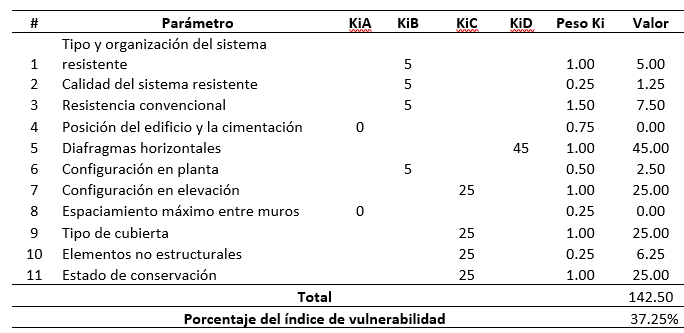 # Parámetro KiA KiB KiC KiD Peso Ki Valor
Tipo y organización del sistema
1 resistente 5 1.00 5.00
2 Calidad del sistema resistente 5 0.25 1.25
3 Resistencia convencional 5 1.50 7.50
4 Posición del edificio y la cimentación 0 0.75 0.00
5 Diafragmas horizontales 45 1.00 45.00
6 Configuración en planta 5 0.50 2.50
7 Configuración en elevación 25 1.00 25.00
8 Espaciamiento máximo entre muros 0 0.25 0.00
9 Tipo de cubierta 25 1.00 25.00
10 Elementos no estructurales 25 0.25 6.25
11 Estado de conservación 25 1.00 25.00
Total 142.50
Porcentaje del índice de vulnerabilidad 37.25%